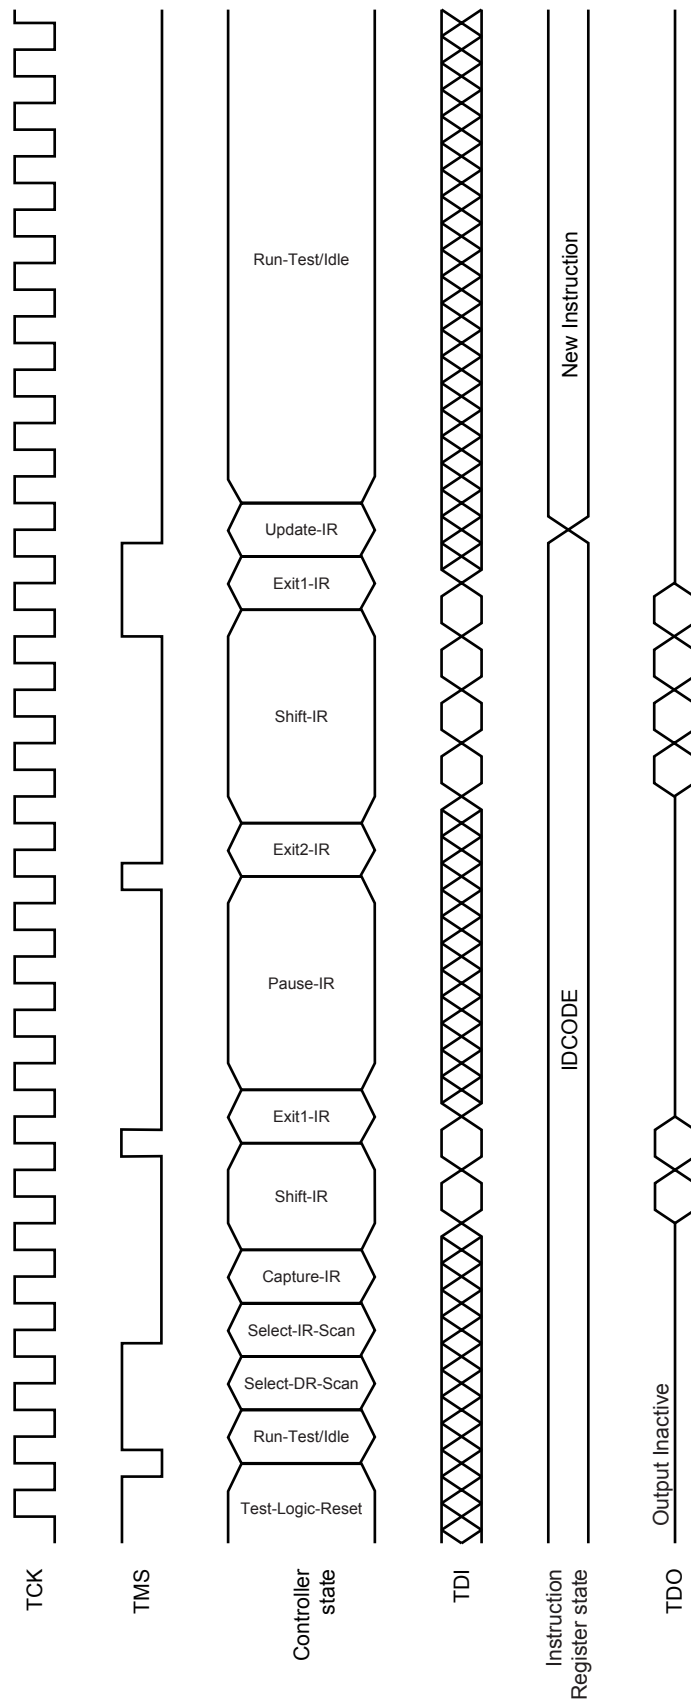 TCK
TMS
Controller
state
Test-Logic-Reset
Run-Test/Idle
Select-DR-Scan
Select-IR-Scan
Capture-IR
Shift-IR
Exit1-IR
Pause-IR
Exit2-IR
Shift-IR
Exit1-IR
Update-IR
Run-Test/Idle
TDI
Instruction
Register state
IDCODE
New Instruction
TDO
Output Inactive